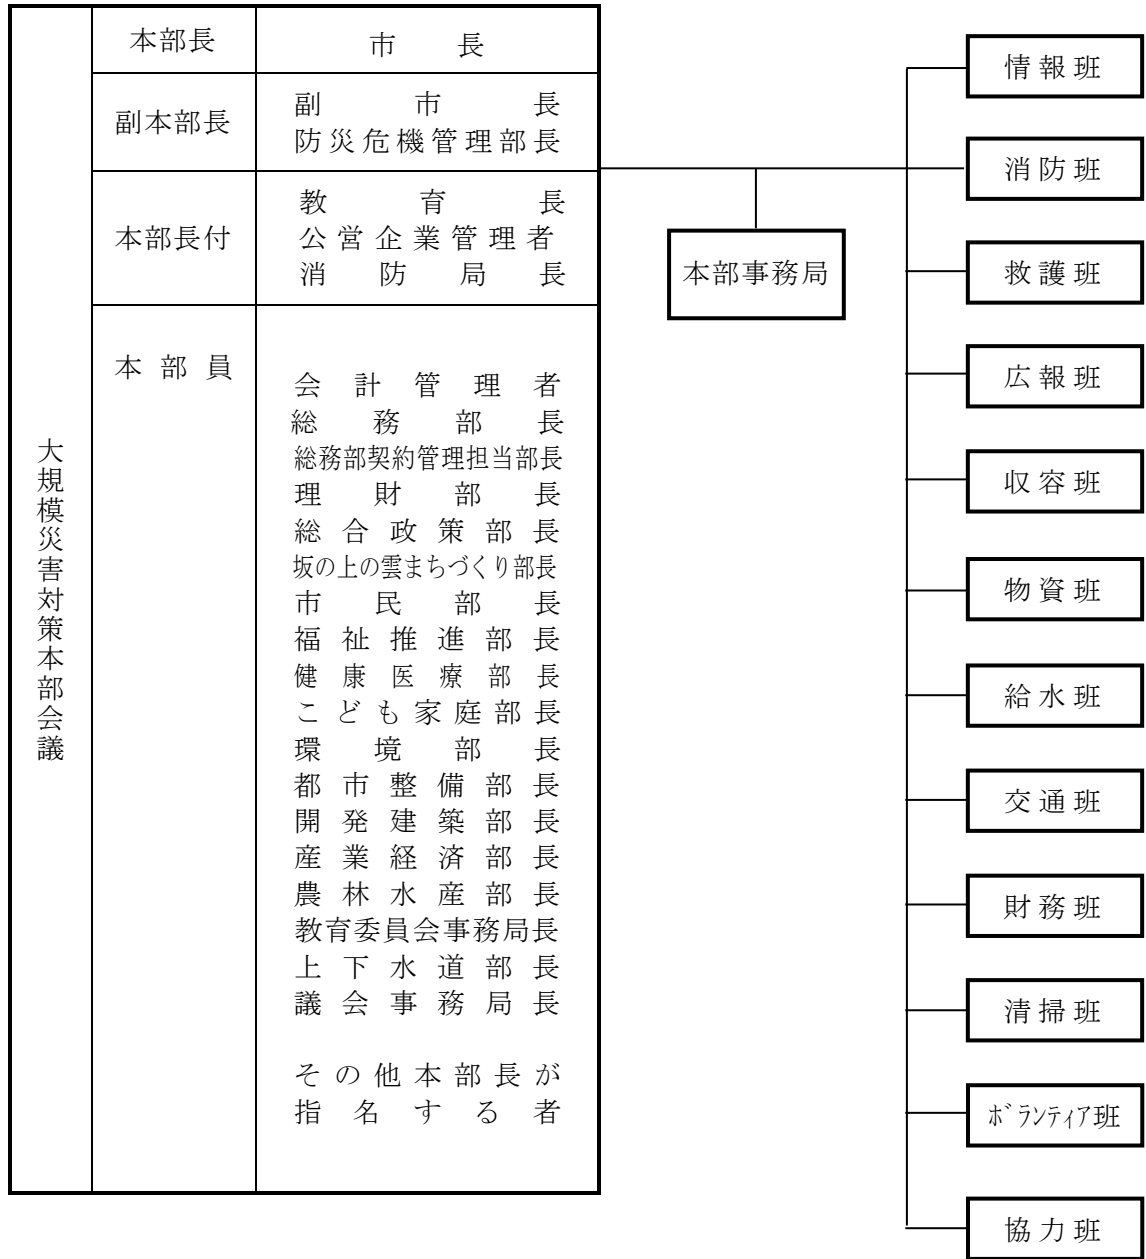 大規模災害対策本部会議
本部長
市長
副本部長
副市長
防災危機管理部長
本部長付
教育長
公営企業管理者
消防局長
本部員
会計管理者
総務部長
総務部契約管理担当部長
理財部長
総合政策部長
坂の上の雲まちづくり部長
市民部長
福祉推進部長
健康医療部長
こども家庭部長
環境部長
都市整備部長
開発建築部長
産業経済部長
農林水産部長
教育委員会事務局長
上下水道部長
議会事務局長
その他本部長が
指名する者
本部事務局
情報班
消防班
救護班
広報班
収容班
物資班
給水班
交通班
財務班
清掃班
ボランティア班
協力班